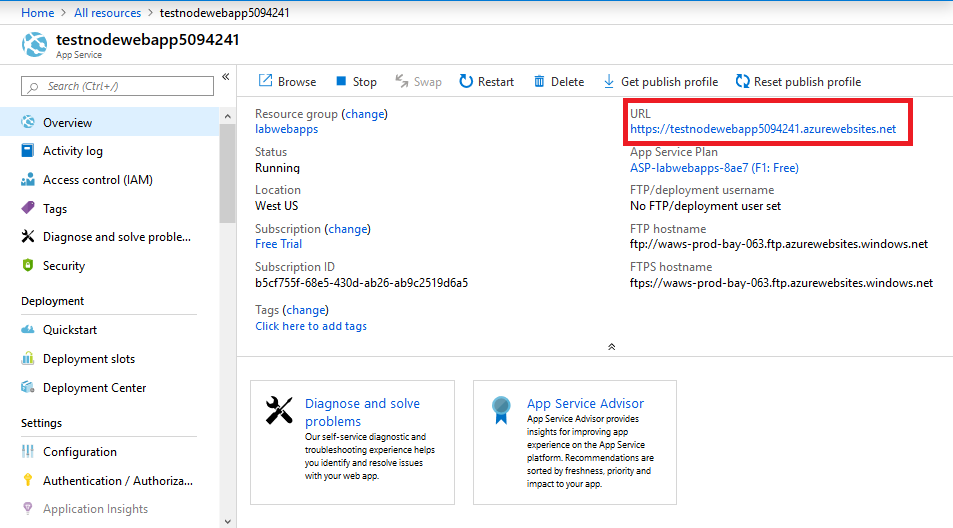 Home > All resources > testnodewebapp5094241
testnodewebapp5094241
App Service
Search (Ctrl+/)
«
Overview
Activity log
Access control (IAM)
Tags
Diagnose and solve proble...
Security
Deployment
Quickstart
Deployment slots
Deployment Center
Settings
Configuration
Authentication / Authoriza...
Application Insights
Browse Stop Swap Restart Delete Get publish profile Reset publish profile
Resource group (change)
labwebapps
Status
Running
Location
West US
Subscription (change)
Free Trial
Subscription ID
b5cf755f-68e5-430d-ab26-ab9c2519d6a5
Tags (change)
Click here to add tags
URL
https://testnodewebapp5094241.azurewebsites.net
App Service Plan
ASP-labwebapps-8ae7 (F1: Free)
FTP/deployment username
No FTP/deployment user set
FTP hostname
ftp://waws-prod-bay-063.ftp.azurewebsites.windows.net
FTPS hostname
ftps://waws-prod-bay-063.ftp.azurewebsites.windows.net
Diagnose and solve
problems
Our self-service diagnostic and
troubleshooting experience helps
you identify and resolve issues
with your web app.
App Service Advisor
App Service Advisor provides
insights for improving app
experience on the App Service
platform. Recommendations are
sorted by freshness, priority and
impact to your app.